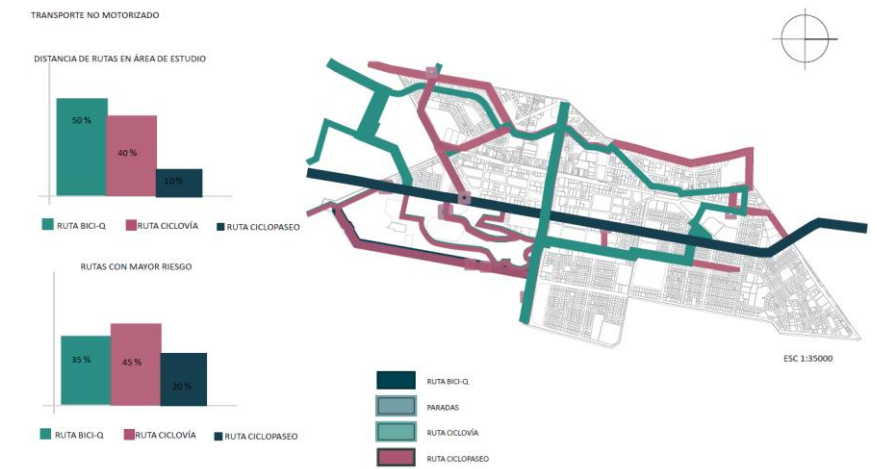 TRANSPORTE NO MOTORIZADO
DISTANCIA DE RUTAS EN ÁREA DE ESTUDIO
50 %
40 %
10 %
RUTA BICI-Q
RUTA CICLOVÍA
RUTA CICLOPASEO
RUTAS CON MAYOR RIESGO
35 %
45 %
20 %
RUTA BICI-Q
RUTA CICLOVÍA
RUTA CICLOPASEO
ESC 1:35000
RUTA BICI-Q
PARADAS
RUTA CICLOVÍA
RUTA CICLOPASEO